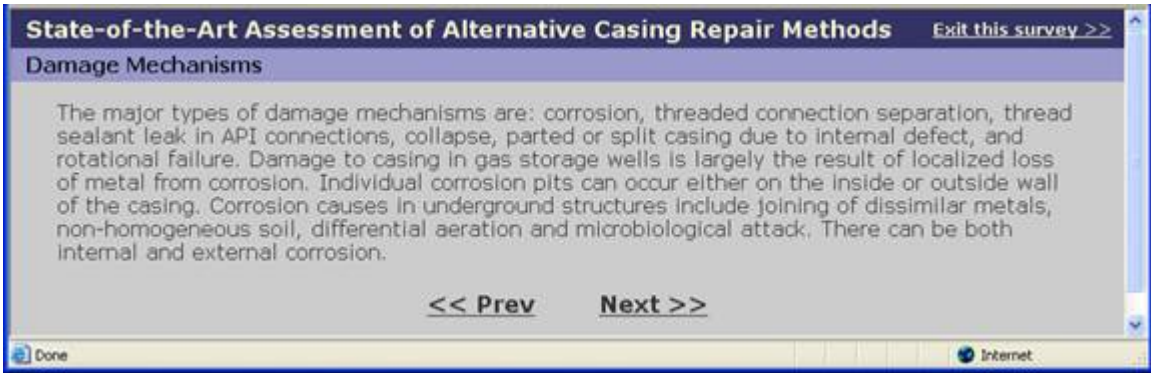 State-of-the-Art Assessment of Alternative Casing Repair Methods Exit this survey >>
Damage Mechanisms
The major types of damage mechanisms are: corrosion, threaded connection separation, thread
sealant leak in API connections, collapse, parted or split casing due to internal defect, and
rotational failure. Damage to casing in gas storage wells is largely the result of localized loss
of metal from corrosion. Individual corrosion pits can occur either on the inside or outside wall
of the casing. Corrosion causes in underground structures include joining of dissimilar metals,
non-homogeneous soil, differential aeration and microbiological attack. There can be both
internal and external corrosion.
<< Prev Next >>
Done Internet